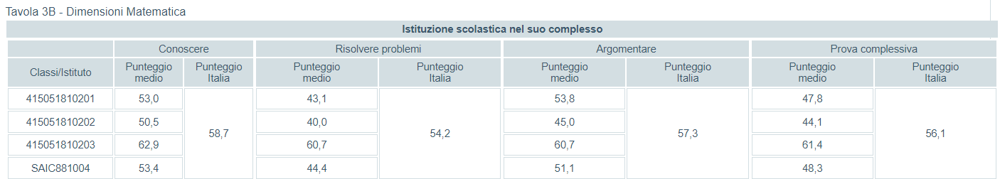 Tavola 3B - Dimensioni Matematica
Istituzione scolastica nel suo complesso
Conoscere Risolvere problemi Argomentare Prova complessiva
Classi/Istituto Punteggio medio Punteggio Italia Punteggio medio Punteggio Italia Punteggio medio Punteggio Italia Punteggio medio Punteggio Italia
415051810201 53,0 58,7 43,1 54,2 53,8 57,3 47,8 56,1
415051810202 50,5 40,0 45,0 44,1
415051810203 62,9 60,7 60,7 61,4
SAIC881004 53,4 44,4 51,1 48,3